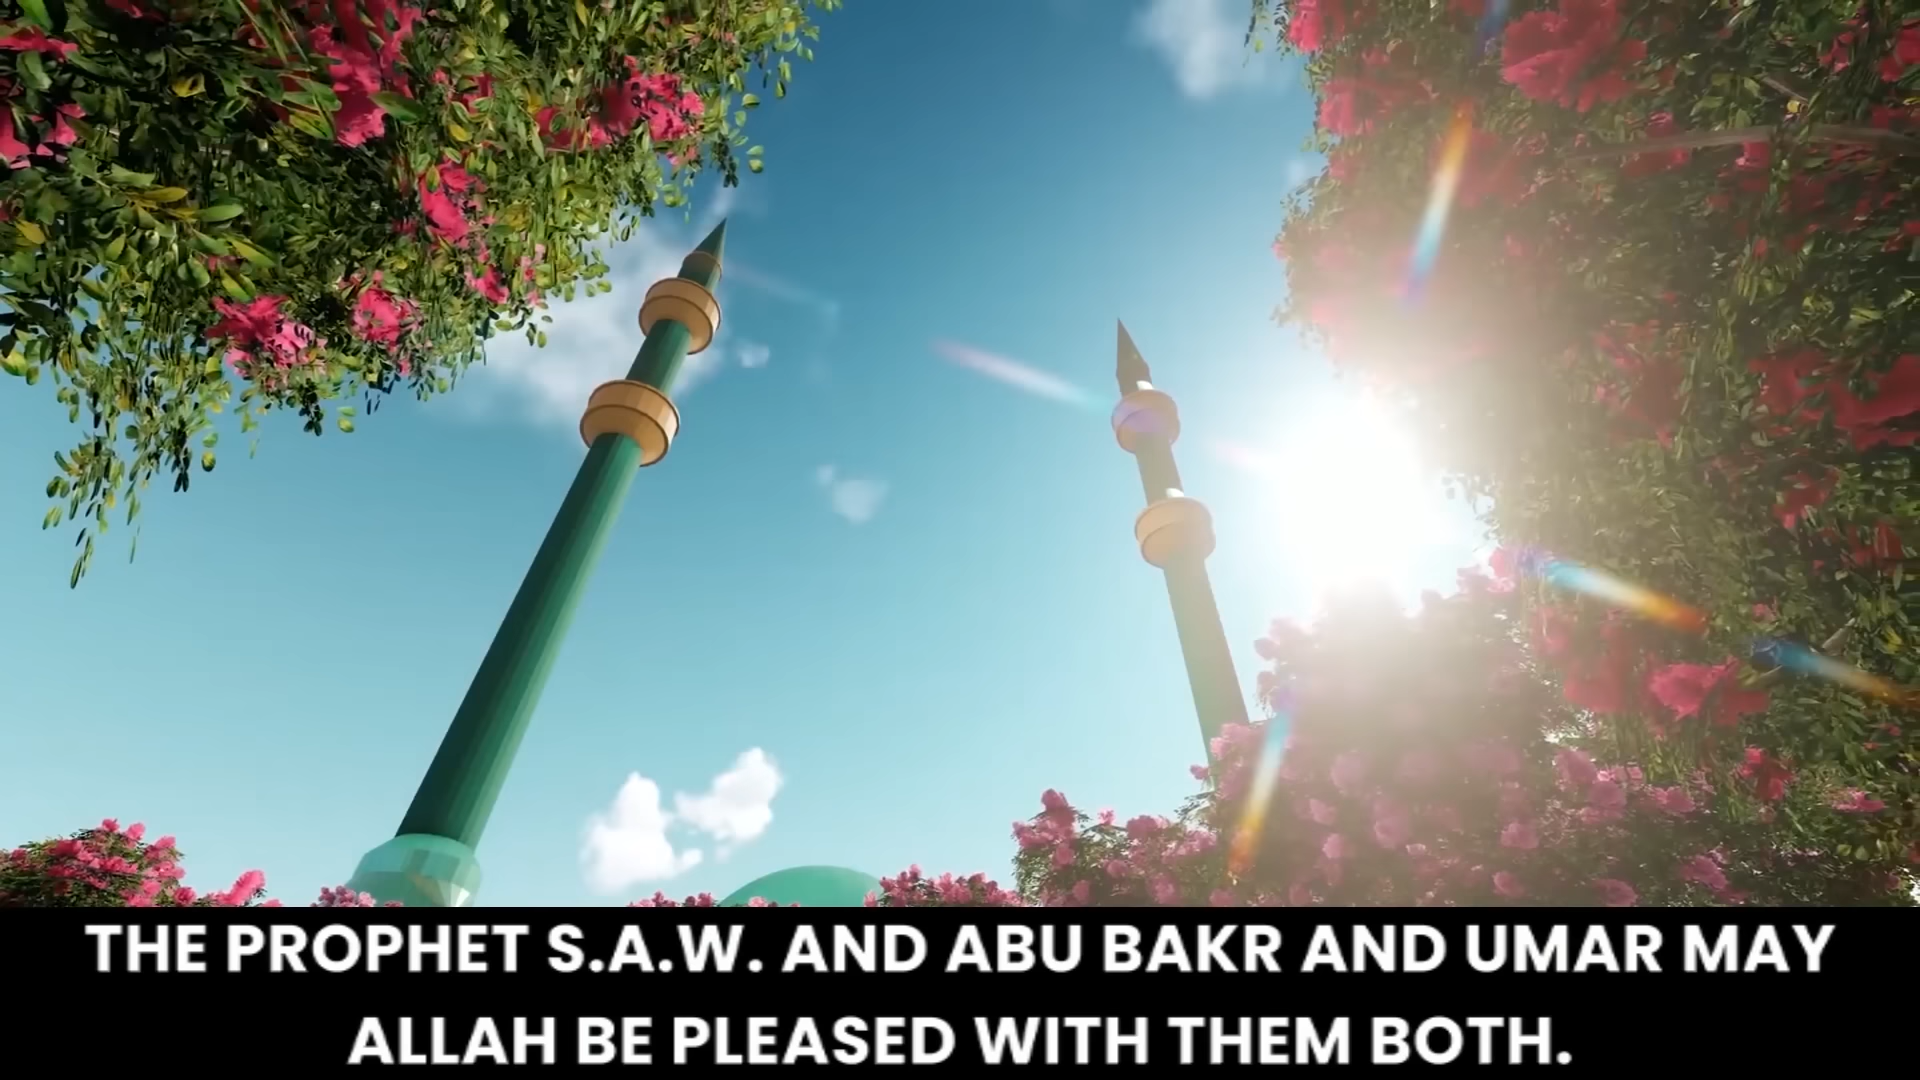 THE PROPHET S.A.W. AND ABU BAKR AND UMAR MAY
ALLAH BE PLEASED WITH THEM BOTH.